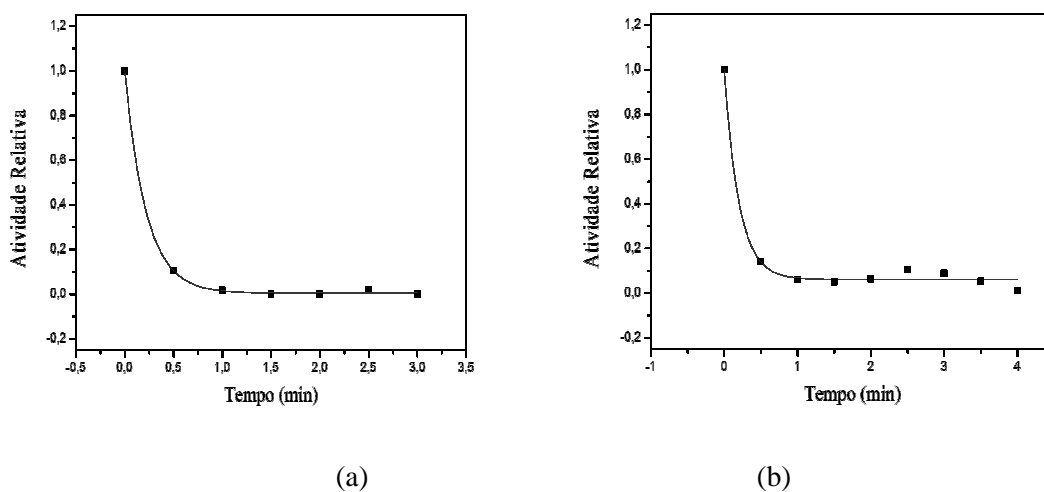 1,2
1,0
0,8
0,6
0,4
0,2
0,0
-0,2
Atividade Relativa
-0,5 0,0 0,5 1,0 1,5 2,0 2,5 3,0 3,5
Tempo (min)
(a)
1,2
1,0
0,8
0,6
0,4
0,2
0,0
-0,2
Atividade Relativa
-1 0 1 2 3 4
Tempo (min)
(b)